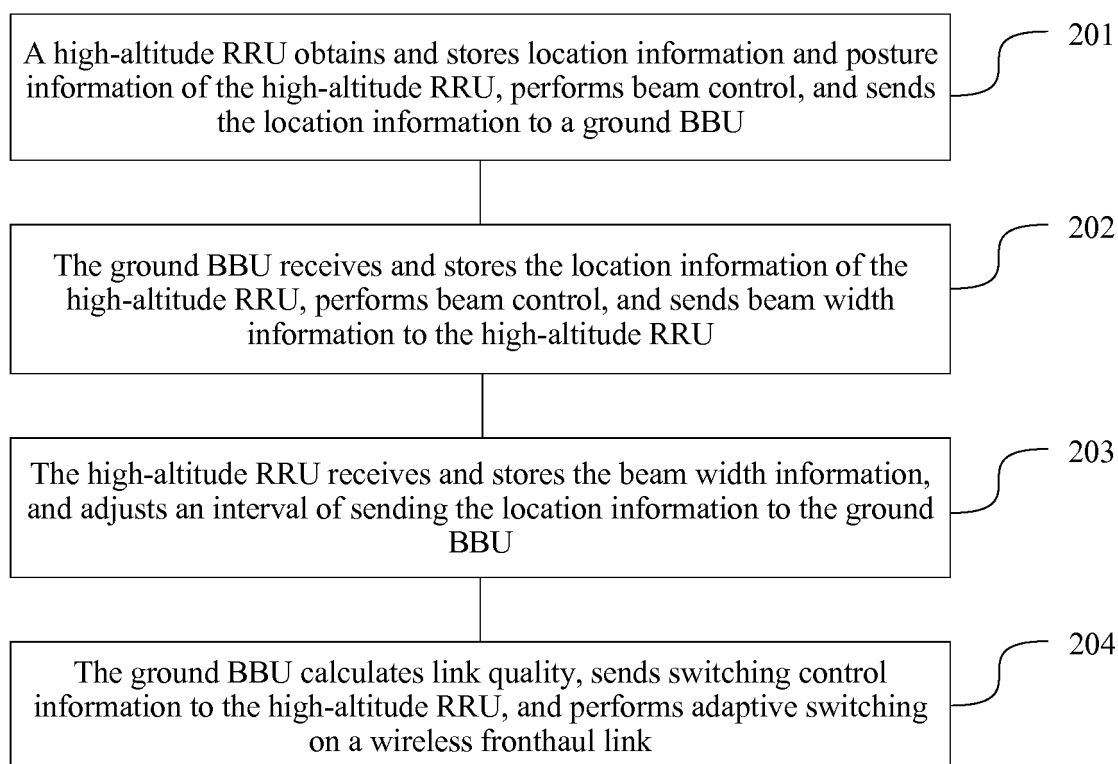 A high-altitude RRU obtains and stores location information and posture
information of the high-altitude RRU, performs beam control, and sends
the location information to a ground BBU
201
The ground BBU receives and stores the location information of the
high-altitude RRU, performs beam control, and sends beam width
information to the high-altitude RRU
202
The high-altitude RRU receives and stores the beam width information,
and adjusts an interval of sending the location information to the ground
BBU
203
The ground BBU calculates link quality, sends switching control
information to the high-altitude RRU, and performs adaptive switching
on a wireless fronthaul link
204